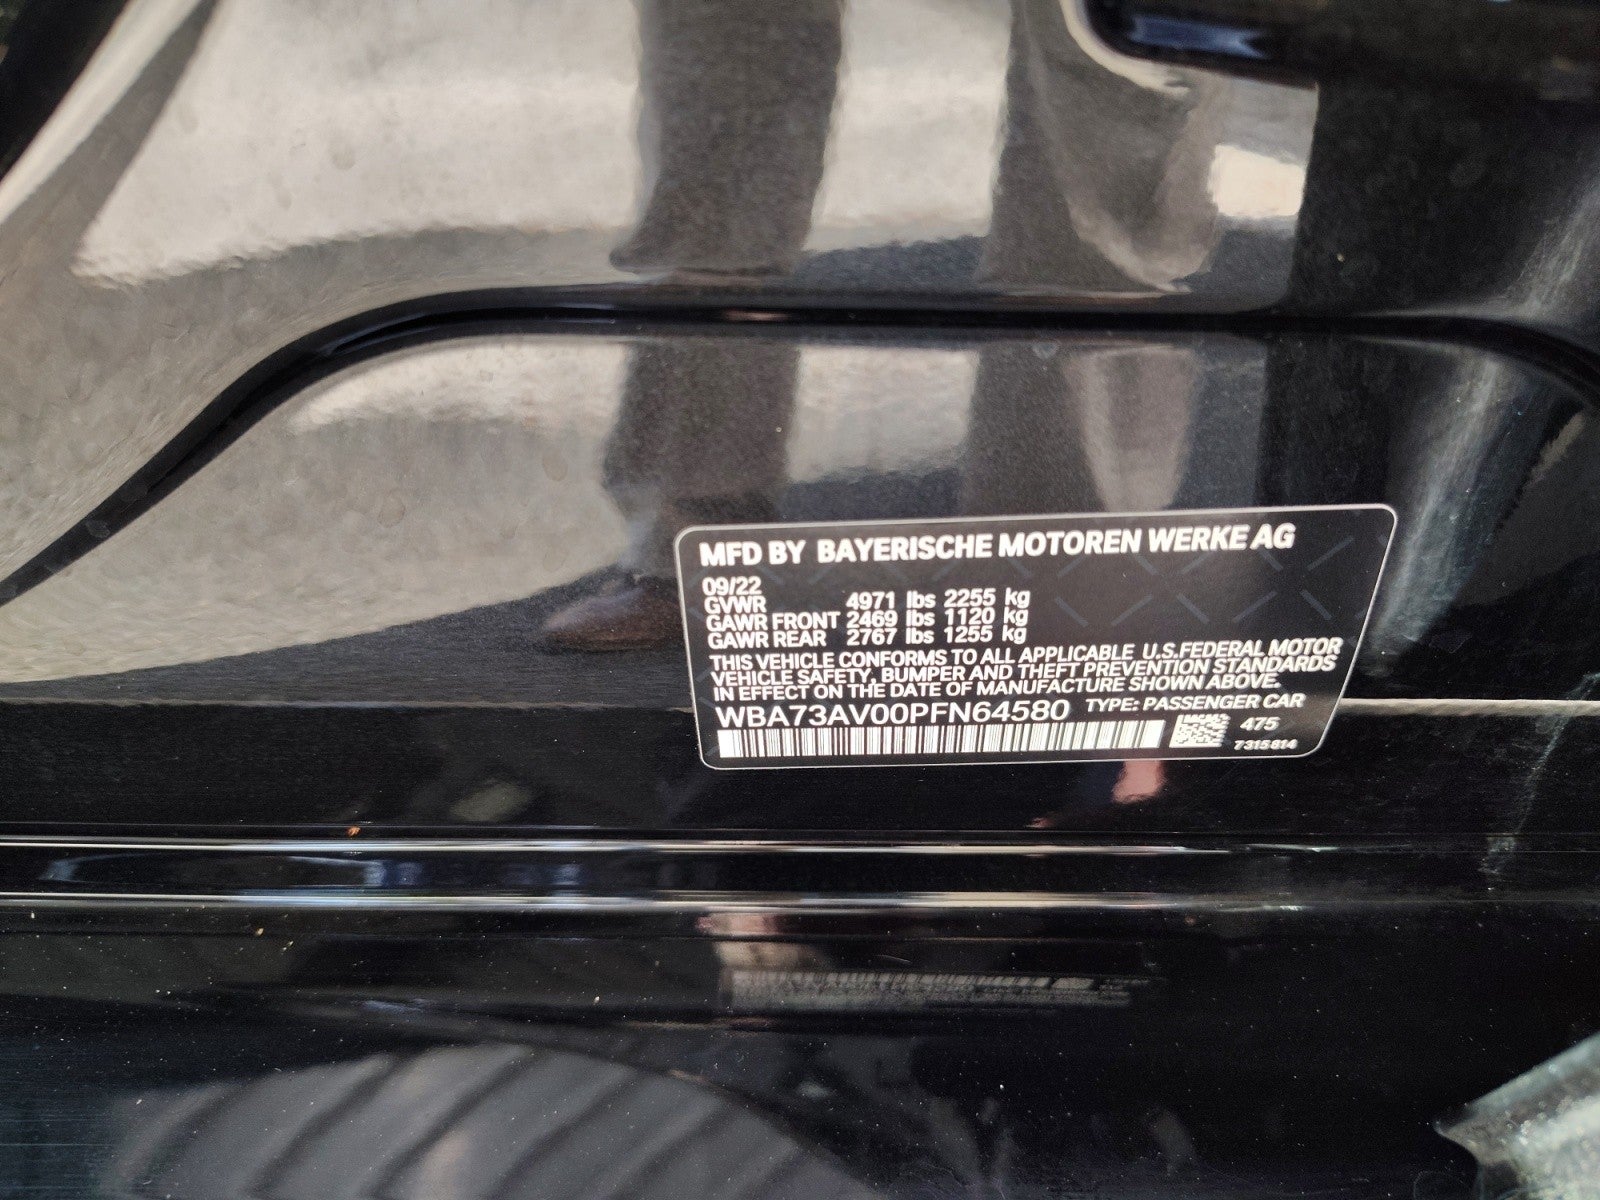 MFD BY BAYERISCHE MOTOREN WERKE AG
09/22
GVWR 4971 lbs 2255 kg
GAWR FRONT 2469 lbs 1120 kg
GAWR REAR 2767 lbs 1255 kg
THIS VEHICLE CONFORMS TO ALL APPLICABLE U.S.FEDERAL MOTOR
VEHICLE SAFETY, BUMPER AND THEFT PREVENTION STANDARDS
IN EFFECT ON THE DATE OF MANUFACTURE SHOWN ABOVE.
WBA73AV00PFN64580 TYPE: PASSENGER CAR
475
7315814